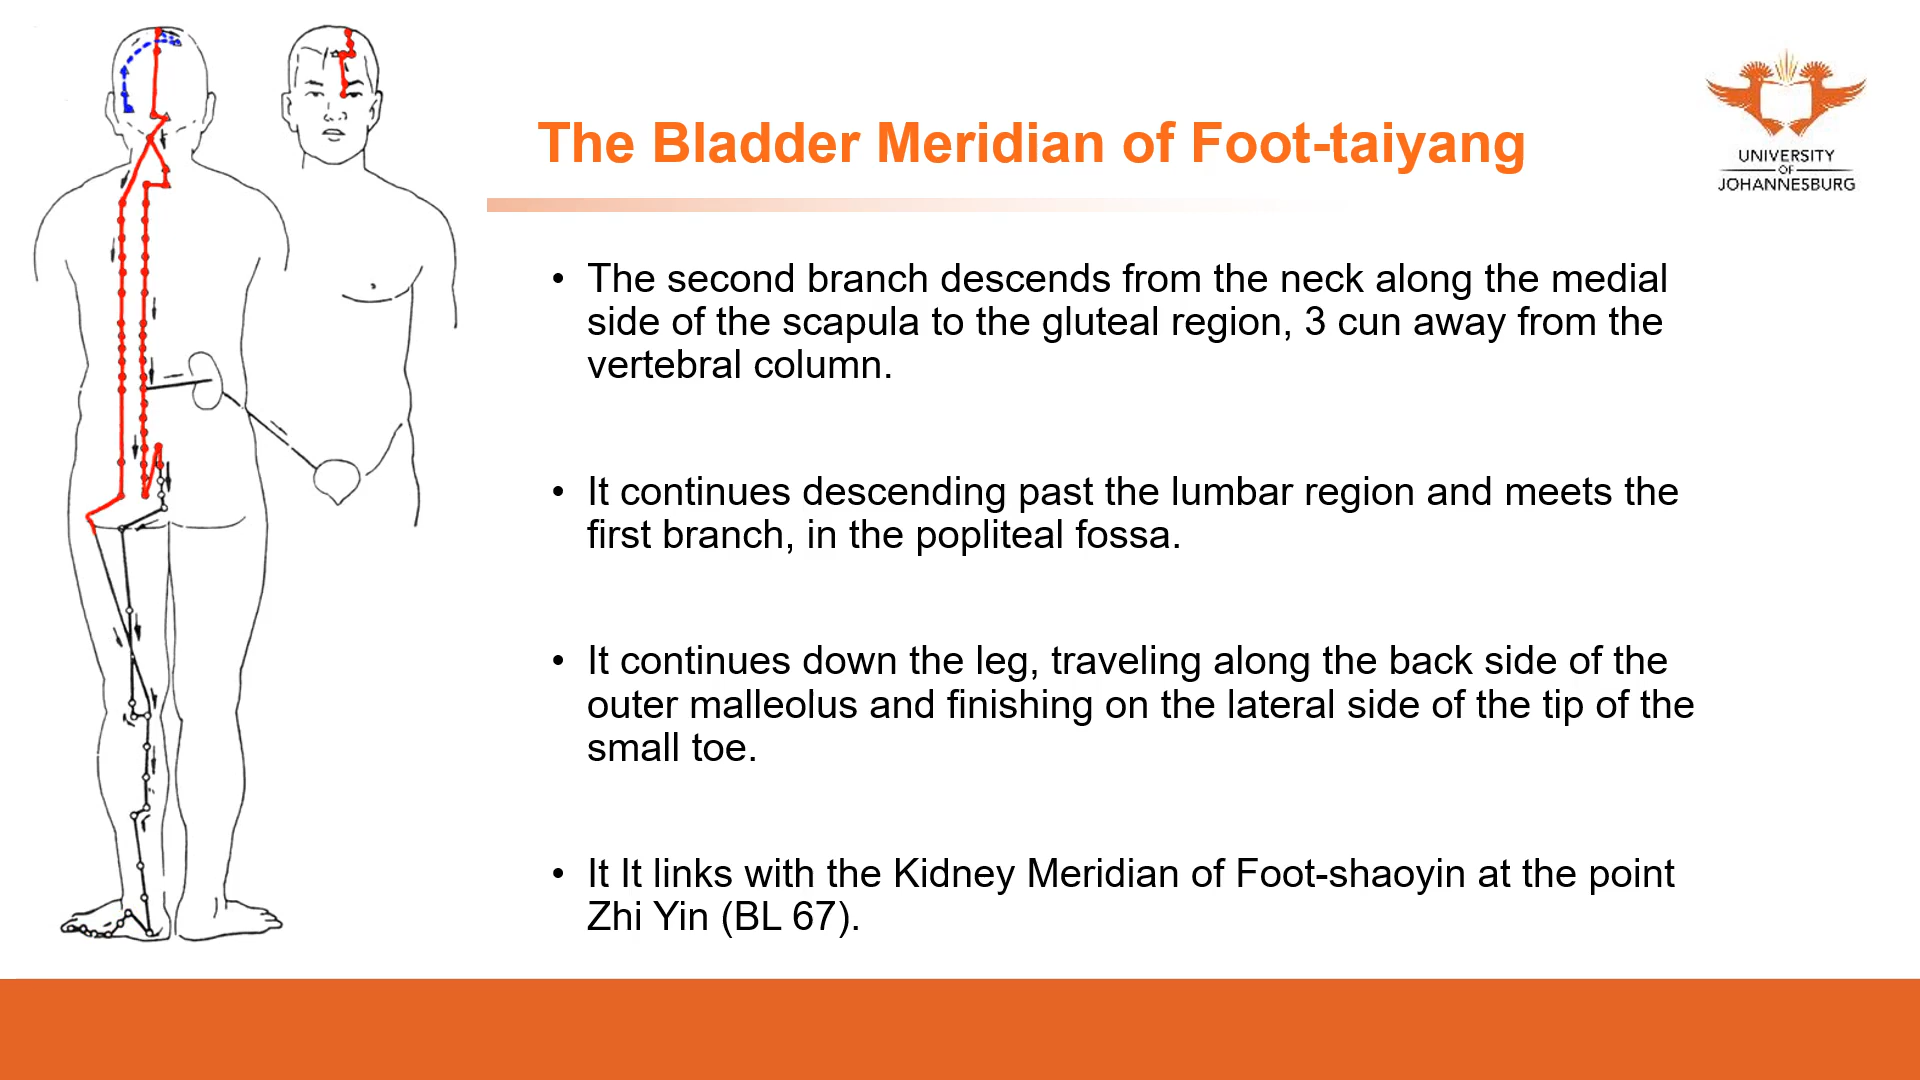 The Bladder Meridian of Foot-taiyang
UNIVERSITY
OF
JOHANNESBURG
• The second branch descends from the neck along the medial
side of the scapula to the gluteal region, 3 cun away from the
vertebral column.
• It continues descending past the lumbar region and meets the
first branch, in the popliteal fossa.
• It continues down the leg, traveling along the back side of the
outer malleolus and finishing on the lateral side of the tip of the
small toe.
• It It links with the Kidney Meridian of Foot-shaoyin at the point
Zhi Yin (BL 67).